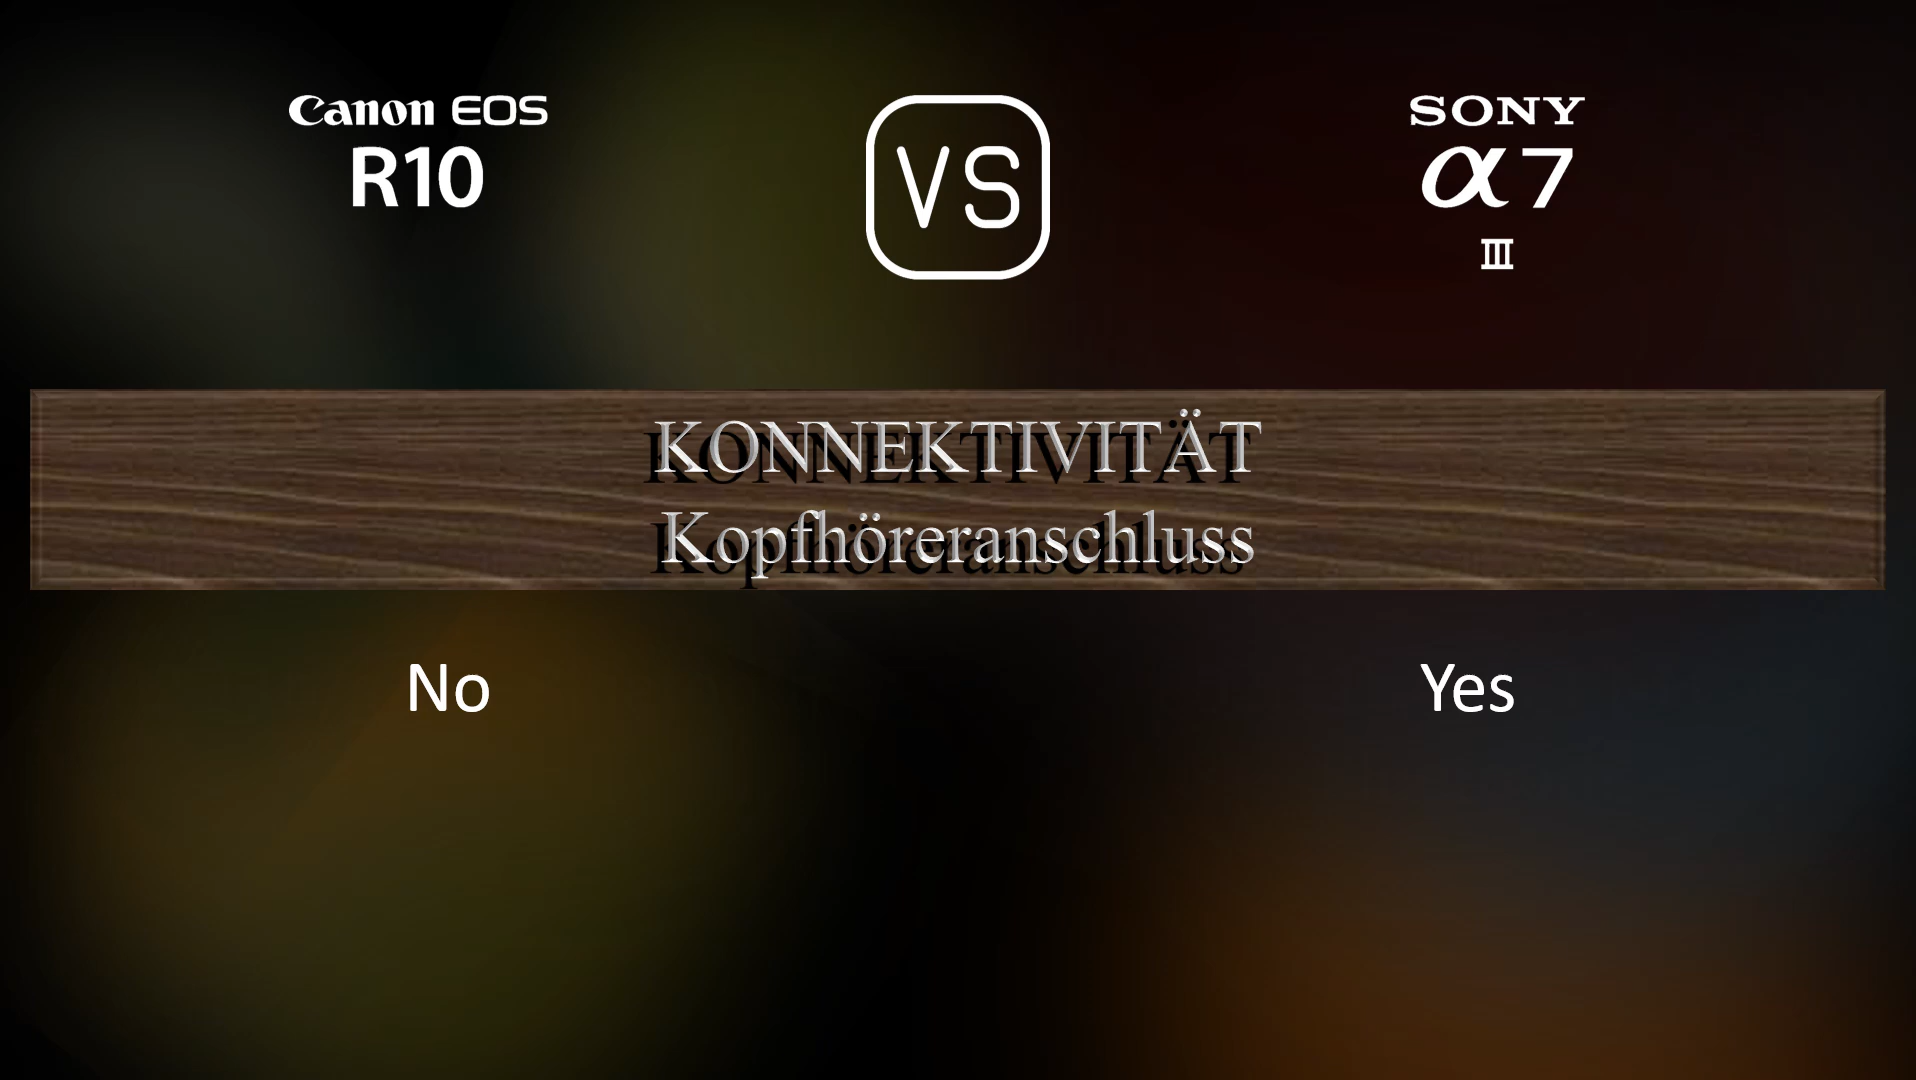 Canon EOS
R10
VS
SONY
α7
III
KONNEKTIVITÄT
Kopfhöreranschluss
No
Yes